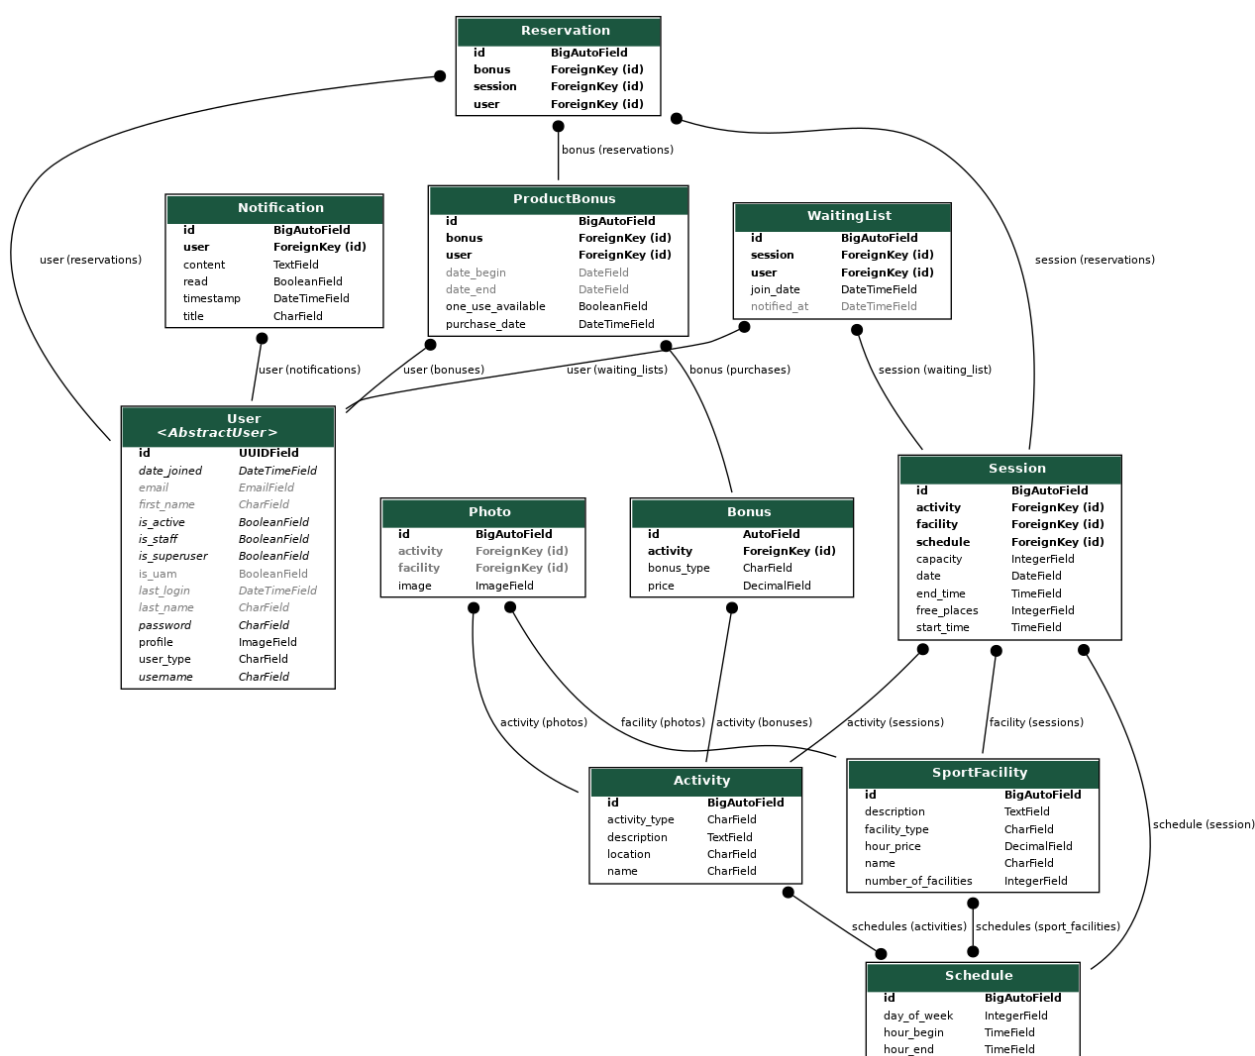 Reservation
id BigAutoField
bonus ForeignKey (id)
session ForeignKey (id)
user ForeignKey (id)
bonus (reservations)
user (reservations)
session (reservations)
Notification
id BigAutoField
user ForeignKey (id)
content TextField
read BooleanField
timestamp DateTimeField
title CharField
ProductBonus
id BigAutoField
bonus ForeignKey (id)
user ForeignKey (id)
date_begin DateField
date_end DateField
one_use_available BooleanField
purchase_date DateTimeField
WaitingList
id BigAutoField
session ForeignKey (id)
user ForeignKey (id)
join_date DateTimeField
notified_at DateTimeField
user (notifications)
user (bonuses)
user (waiting_lists)
bonus (purchases)
session (waiting_list)
User
<AbstractUser>
id UUIDField
date_joined DateTimeField
email EmailField
first_name CharField
is_active BooleanField
is_staff BooleanField
is_superuser BooleanField
is_uam BooleanField
last_login DateTimeField
last_name CharField
password CharField
profile ImageField
user_type CharField
username CharField
Photo
id BigAutoField
activity ForeignKey (id)
facility ForeignKey (id)
image ImageField
Bonus
id AutoField
activity ForeignKey (id)
bonus_type CharField
price DecimalField
Session
id BigAutoField
activity ForeignKey (id)
facility ForeignKey (id)
schedule ForeignKey (id)
capacity IntegerField
date DateField
end_time TimeField
free_places IntegerField
start_time TimeField
activity (photos)
facility (photos)
activity (bonuses)
activity (sessions)
facility (sessions)
schedule (session)
Activity
id BigAutoField
activity_type CharField
description TextField
location CharField
name CharField
SportFacility
id BigAutoField
description TextField
facility_type CharField
hour_price DecimalField
name CharField
number_of_facilities IntegerField
schedules (activities)
schedules (sport_facilities)
Schedule
id BigAutoField
day_of_week IntegerField
hour_begin TimeField
hour_end TimeField